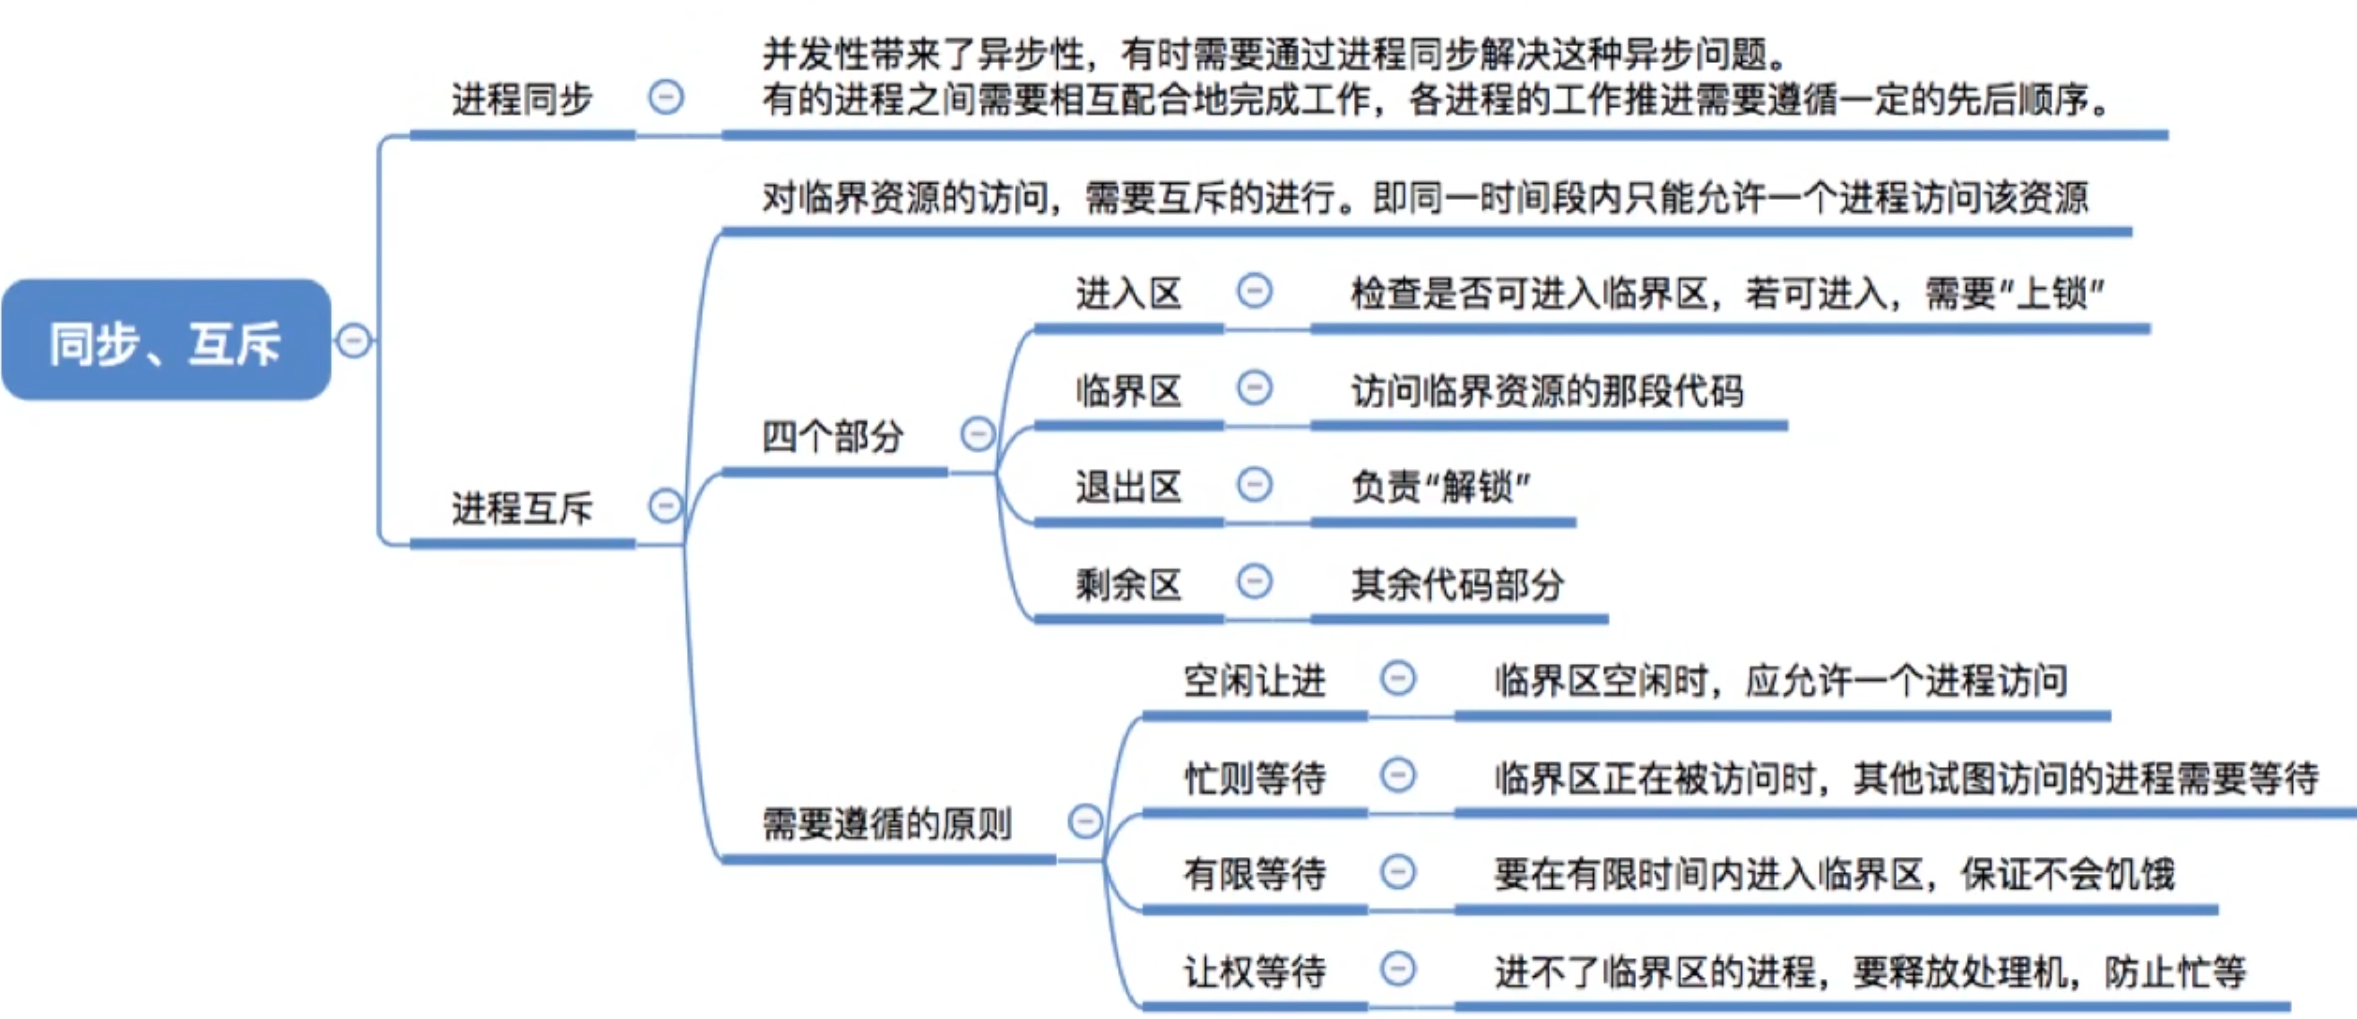 并发性带来了异步性，有时需要通过进程同步解决这种异步问题。
进程同步
有的进程之间需要相互配合地完成工作，各进程的工作推进需要遵循一定的先后顺序。
对临界资源的访问，需要互斥的进行。即同一时间段内只能允许一个进程访问该资源
同步、互斥
进入区
检查是否可进入临界区，若可进入，需要“上锁”
临界区
访问临界资源的那段代码
四个部分
退出区
负责“解锁”
进程互斥
剩余区
其余代码部分
空闲让进
临界区空闲时，应允许一个进程访问
忙则等待
临界区正在被访问时，其他试图访问的进程需要等待
需要遵循的原则
有限等待
要在有限时间内进入临界区，保证不会饥饿
让权等待
进不了临界区的进程，要释放处理机，防止忙等